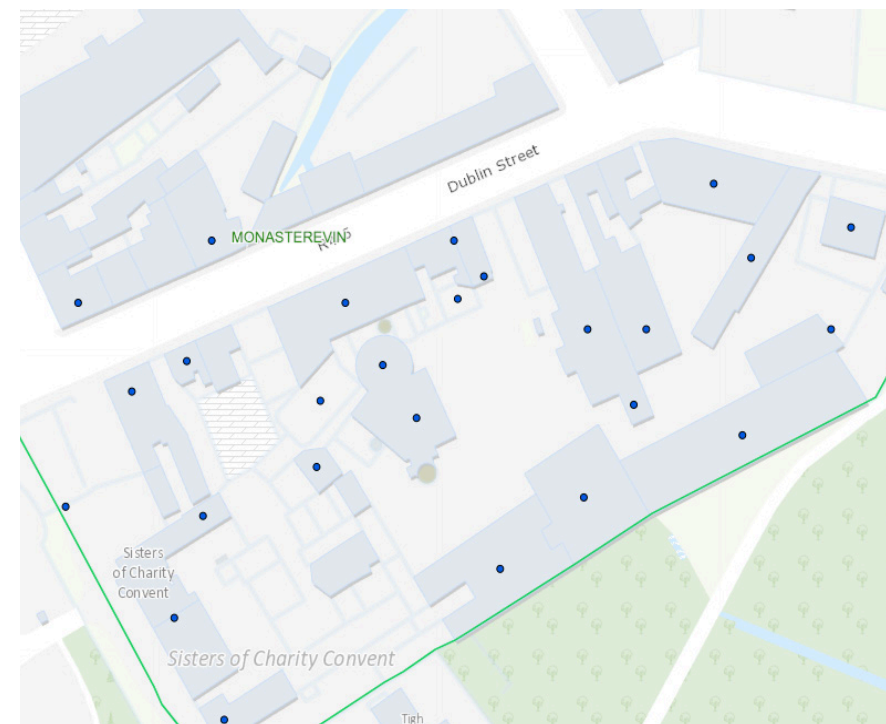 Dublin Street
MONASTEREVIN
Sisters
of Charity
Convent
Sisters of Charity Convent
Tigh